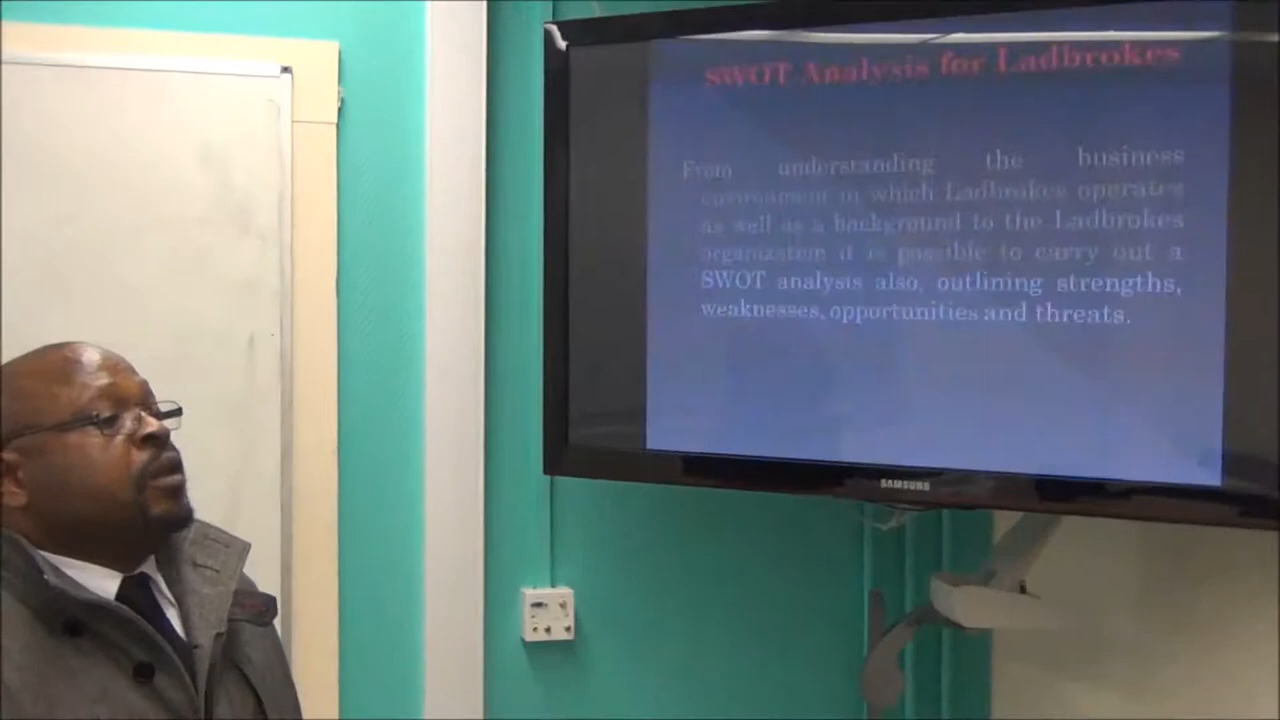 SWOT Analysis for Ladbrokes
From understanding the business
environment in which Ladbrokes operates
as well as a background to the Ladbrokes
organization it is possible to carry out a
SWOT analysis also, outlining strengths,
weaknesses, opportunities and threats.
SAMSUNG